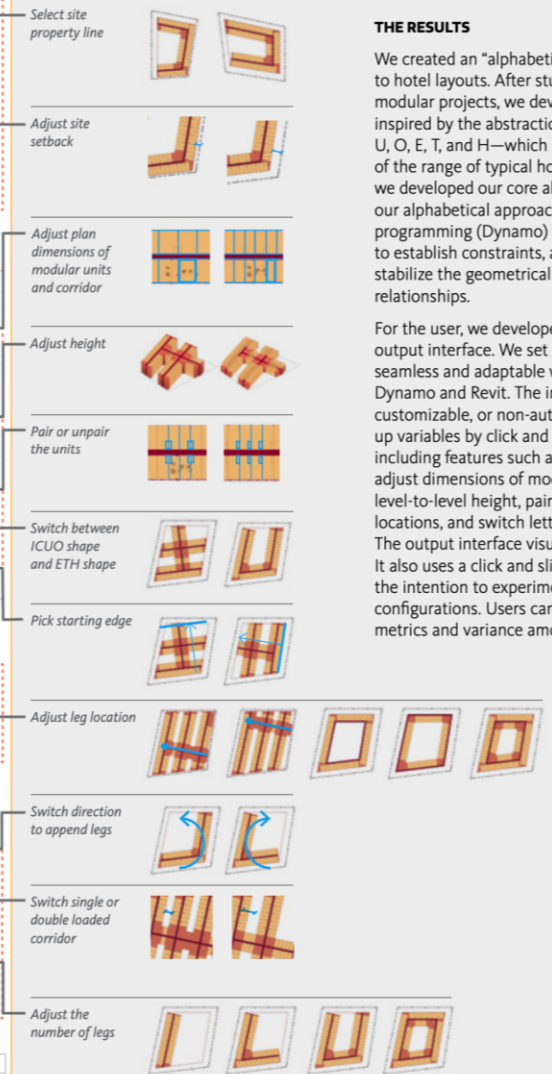 Select site
property line
Adjust site
setback
Adjust plan
dimensions of
modular units
and corridor
Adjust height
Pair or unpair
the units
Switch between
ICUO shape
and ETH shape
Pick starting edge
Adjust leg location
Switch direction
to append legs
Switch single or
double loaded
corridor
Adjust the
number of legs
THE RESULTS
We created an “alphabeti
to hotel layouts. After stu
modular projects, we dev
inspired by the abstractio
U, O, E, T, and H—which
of the range of typical ho
we developed our core al
our alphabetical approac
programming (Dynamo)
to establish constraints, a
stabilize the geometrical
relationships.
For the user, we develope
output interface. We set
seamless and adaptable w
Dynamo and Revit. The i
customizable, or non-aut
up variables by click and
including features such a
adjust dimensions of mo
level-to-level height, pair
locations, and switch lett
The output interface visu
It also uses a click and sli
the intention to experime
configurations. Users car
metrics and variance amo